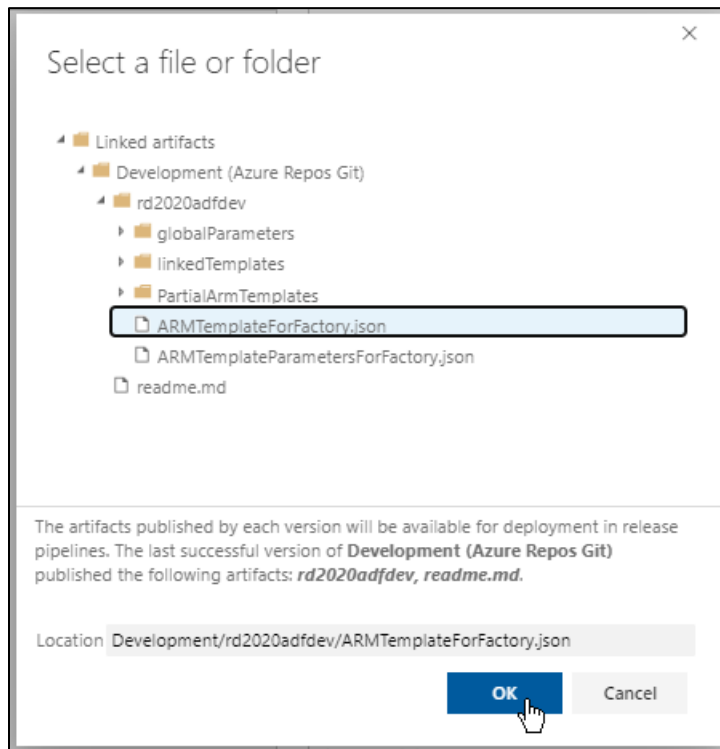 Select a file or folder
Linked artifacts
Development (Azure Repos Git)
rd2020adfdev
globalParameters
linkedTemplates
PartialArmTemplates
ARMTemplateForFactory.json
ARMTemplateParametersForFactory.json
readme.md
The artifacts published by each version will be available for deployment in release
pipelines. The last successful version of Development (Azure Repos Git)
published the following artifacts: rd2020adfdev, readme.md.
Location Development/rd2020adfdev/ARMTemplateForFactory.json
OK Cancel